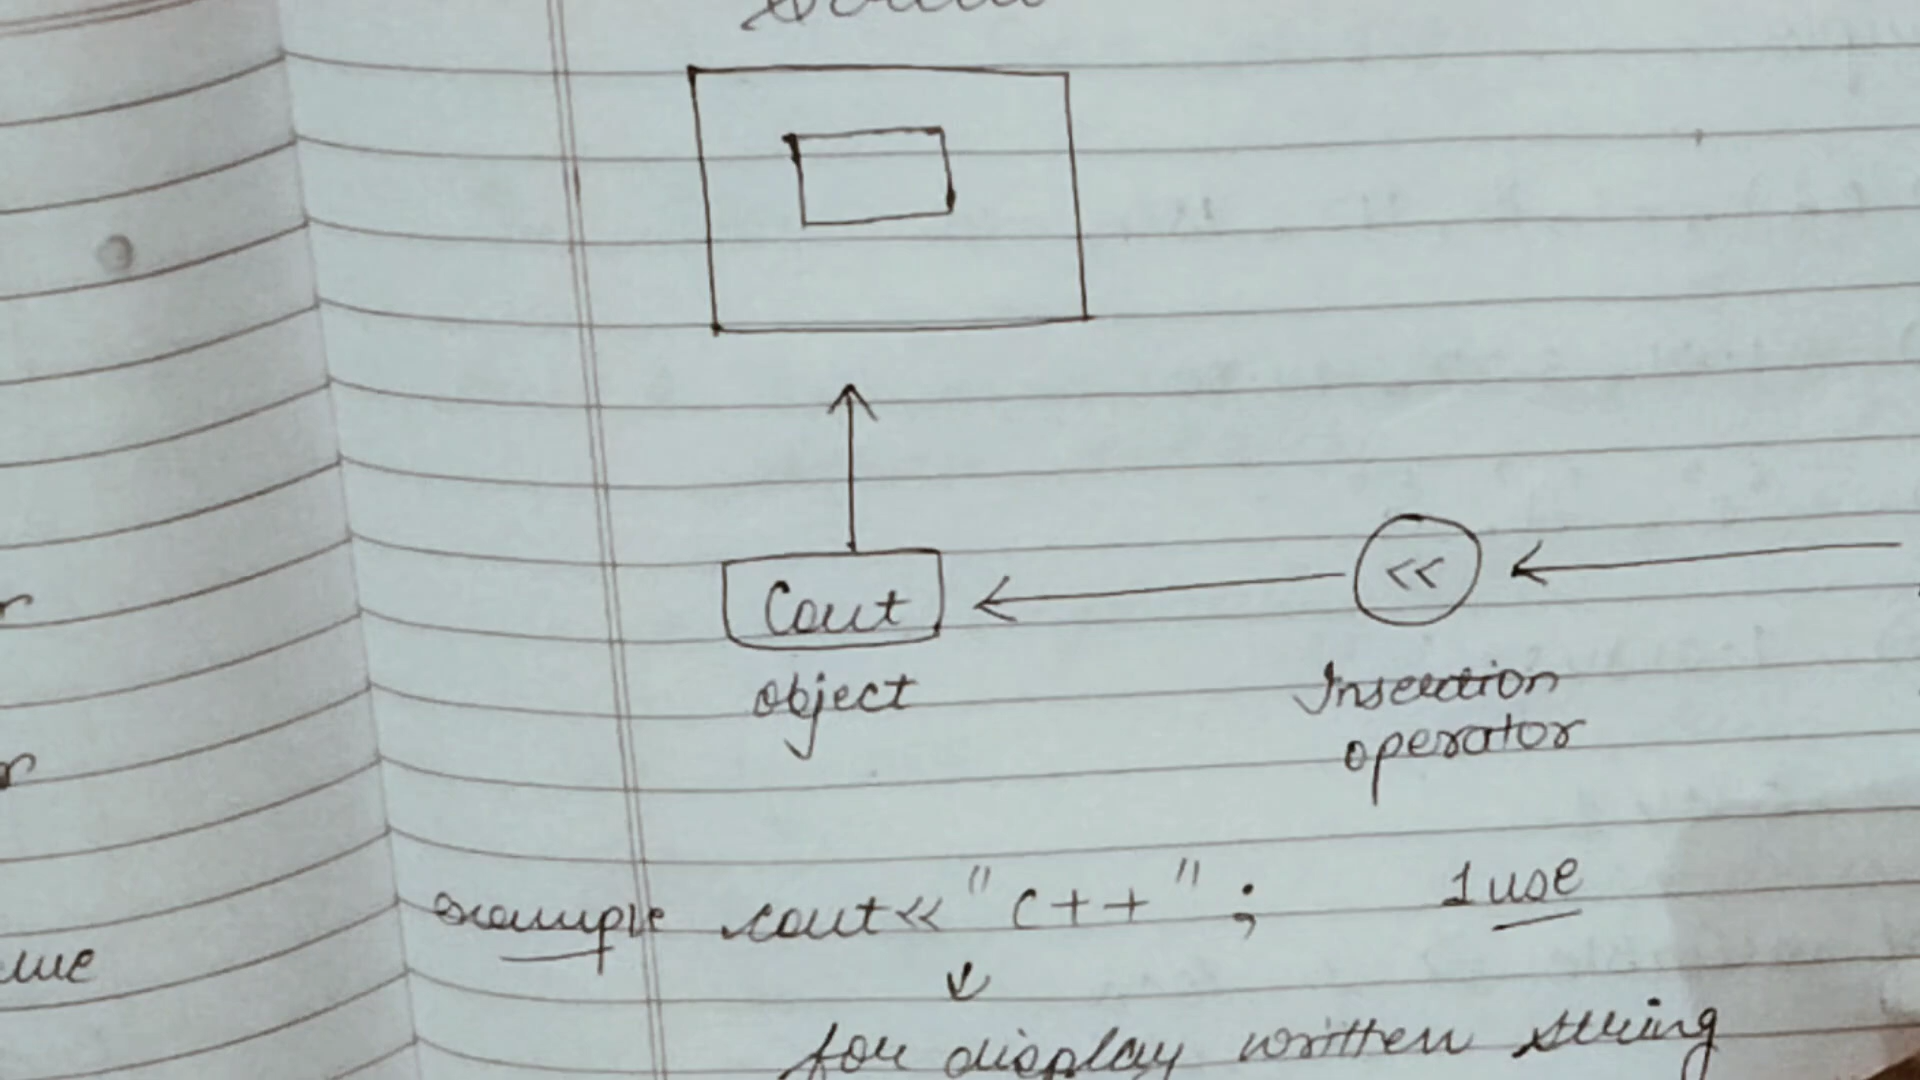 Cout
<<
object
Insertion
operator
example cout<< "C++" ;
1 use
for display written string